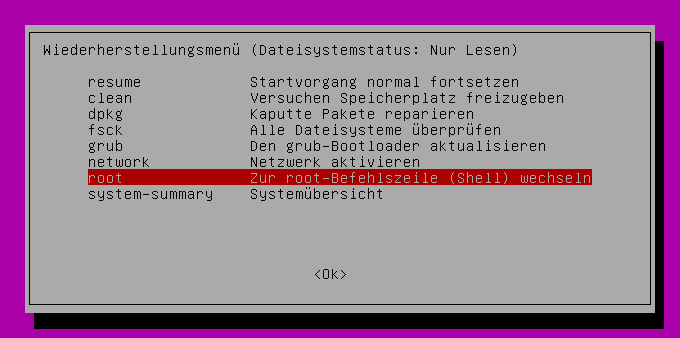 Wiederherstellungsmenü (Dateisystemstatus: Nur Lesen)
resume Startvorgang normal fortsetzen
clean Versuchen Speicherplatz freizugeben
dpkg Kaputte Pakete reparieren
fsck Alle Dateisysteme überprüfen
grub Den grub-Bootloader aktualisieren
network Netzwerk aktivieren
root Zur root-Befehlszeile (Shell) wechseln
system-summary Systemübersicht
<Ok>